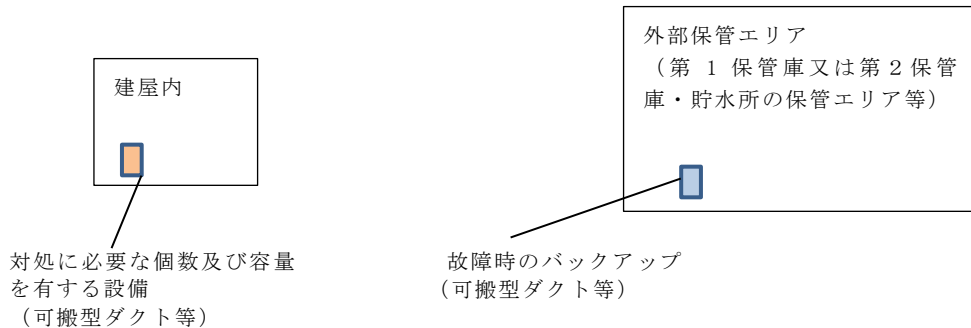 建屋内
対処に必要な個数及び容量
を有する設備
（可搬型ダクト等）
外部保管エリア
（第 1 保管庫又は第２保管
庫・貯水所の保管エリア等）
故障時のバックアップ
（可搬型ダクト等）